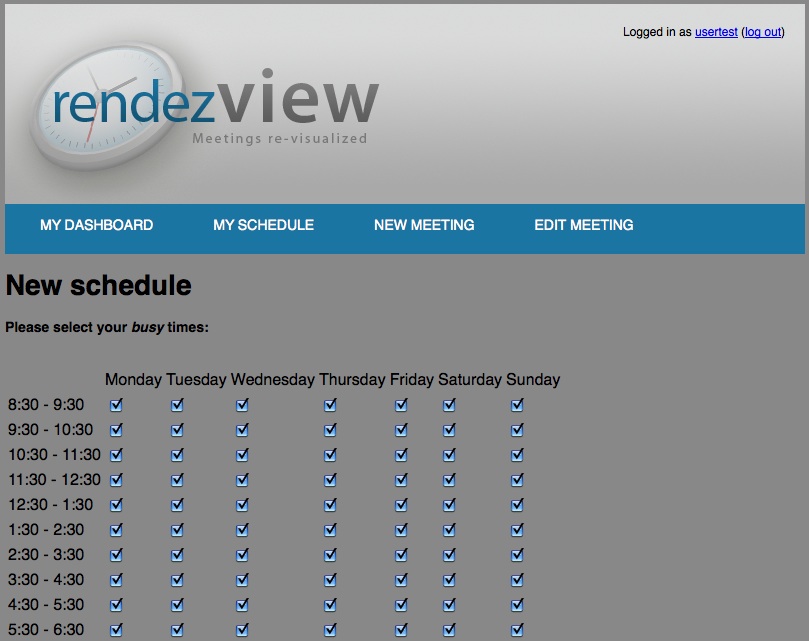 Logged in as usertest (log out)
rendezview
Meetings re-visualized
MY DASHBOARD MY SCHEDULE NEW MEETING EDIT MEETING
New schedule
Please select your busy times:
Monday Tuesday Wednesday Thursday Friday Saturday Sunday
8:30 - 9:30
9:30 - 10:30
10:30 - 11:30
11:30 - 12:30
12:30 - 1:30
1:30 - 2:30
2:30 - 3:30
3:30 - 4:30
4:30 - 5:30
5:30 - 6:30